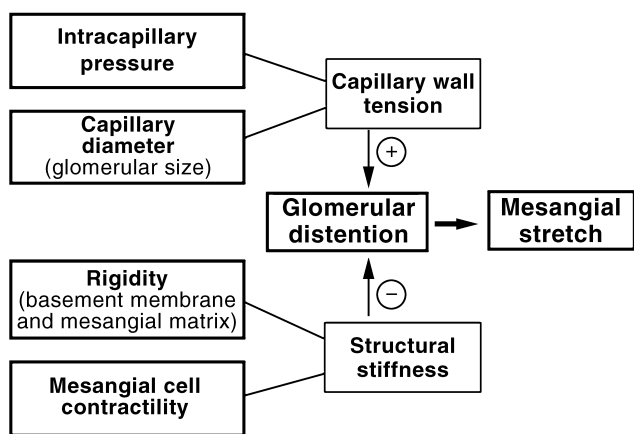 Intracapillary
pressure
Capillary wall
tension
Capillary
diameter
(glomerular size)
+
Glomerular
distention
Mesangial
stretch
Rigidity
(basement membrane
and mesangial matrix)
−
Structural
stiffness
Mesangial cell
contractility